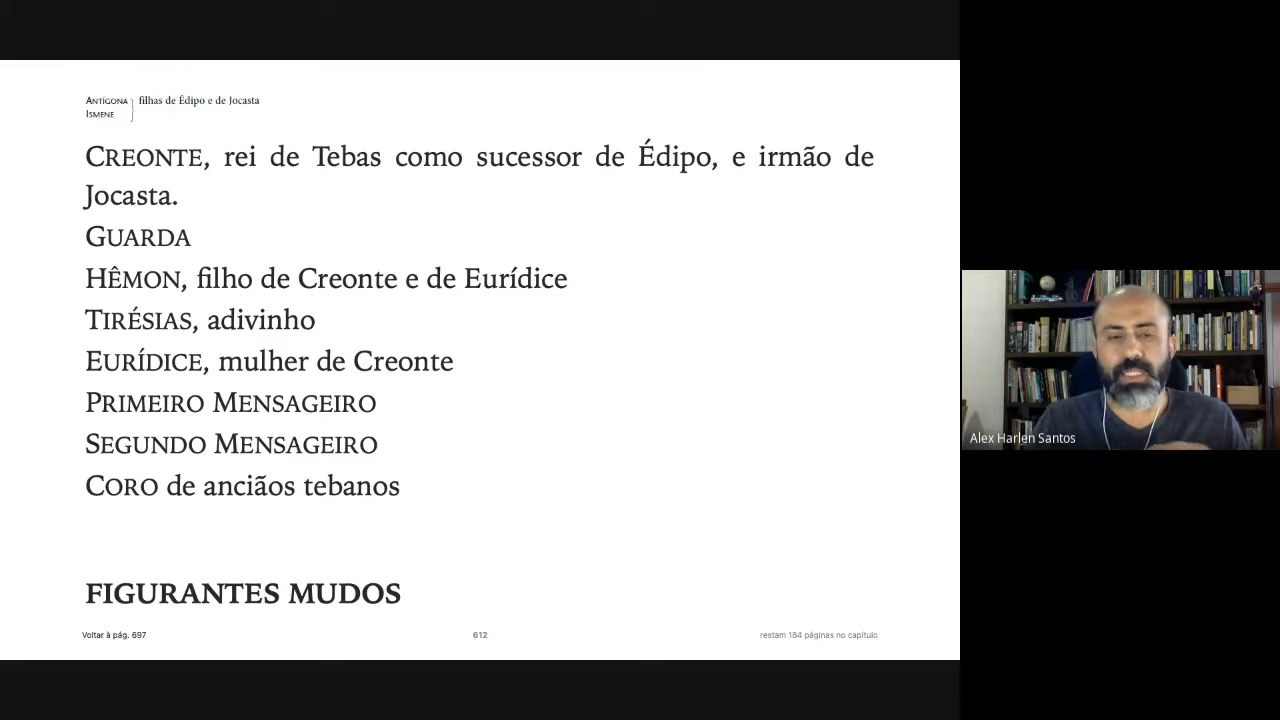 ANTÍGONA } filhas de Édipo e de Jocasta
ISMENE
CREONTE, rei de Tebas como sucessor de Édipo, e irmão de
Jocasta.
GUARDA
HÊMON, filho de Creonte e de Eurídice
TIRÉSIAS, adivinho
EURÍDICE, mulher de Creonte
PRIMEIRO MENSAGEIRO
SEGUNDO MENSAGEIRO
CORO de anciãos tebanos
FIGURANTES MUDOS
Voltar à pág. 697
612
restam 184 páginas no capítulo
Alex Harlen Santos